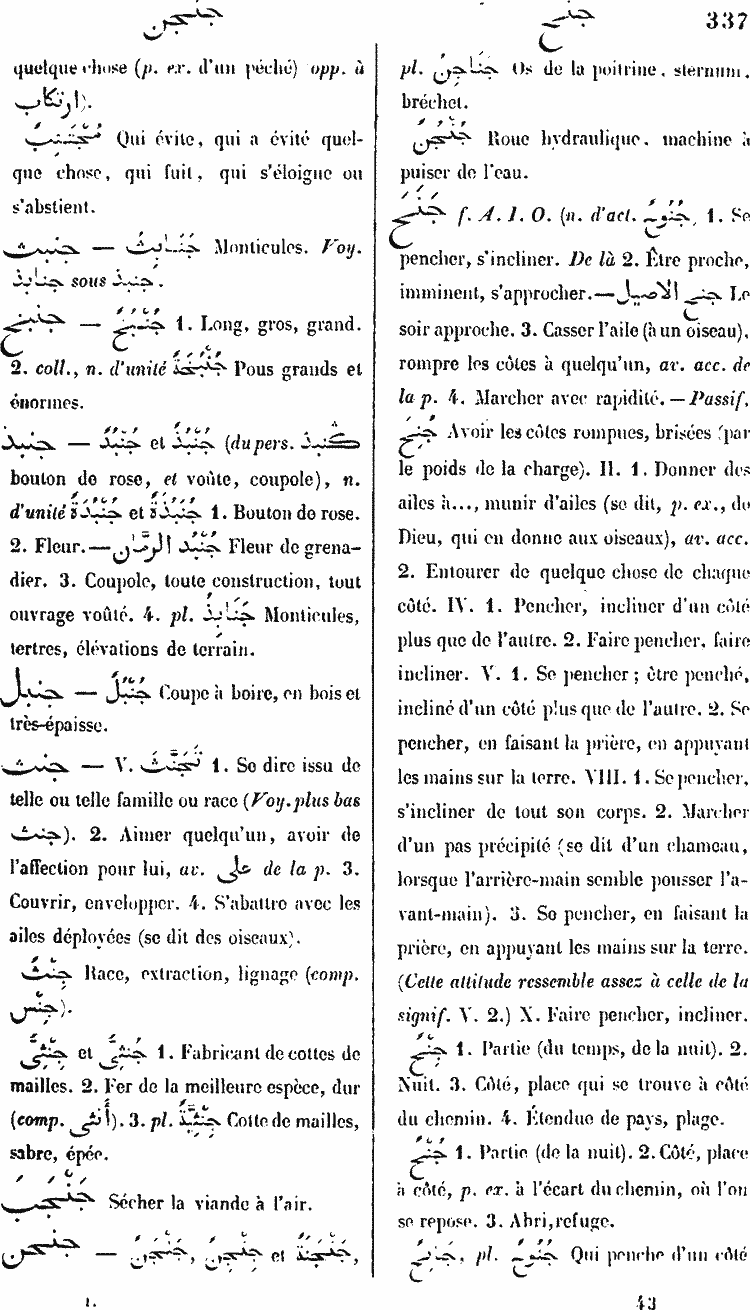 جنجن
جنح 337
quelque chose (p. ex. d'un péché) opp. à
ارتكاب).
مُجْتَنِبٌ Qui évite, qui a évité quel-
que chose, qui fuit, qui s'éloigne ou
s'abstient.
جنبث — جَنَابِثُ Monticules. Voy.
جنابذ sous جنبذ.
جنبخ — جُنْبُخٌ 1. Long, gros, grand.
2. coll., n. d'unité جُنْبُخَةٌ Pous grands et
énormes.
جنبذ — جُنْبَذٌ et جُنْبُذٌ (du pers. گنبذ
bouton de rose, et voûte, coupole), n.
d'unité جُنْبَذَةٌ et جُنْبُذَةٌ 1. Bouton de rose.
2. Fleur. — جُنْبُذ الرمّان Fleur de grena-
dier. 3. Coupole, toute construction, tout
ouvrage voûté. 4. pl. جَنَابِذُ Monticules,
tertres, élévations de terrain.
جنبل — جُنْبُلٌ Coupe à boire, en bois et
très-épaisse.
جنث — V. تَجَنَّثَ 1. Se dire issu de
telle ou telle famille ou race (Voy. plus bas
جنث). 2. Aimer quelqu'un, avoir de
l'affection pour lui, av. على de la p. 3.
Couvrir, envelopper. 4. S'abattre avec les
ailes déployées (se dit des oiseaux).
جِنْثٌ Race, extraction, lignage (comp.
جِنْس).
جُنْثِىٌّ et جِنْثِىٌّ 1. Fabricant de cottes de
mailles. 2. Fer de la meilleure espèce, dur
(comp. أُنثى). 3. pl. جِنْثِيَّةٌ Cotte de mailles,
sabre, épée.
جَنْجَبَ Sécher la viande à l'air.
جنجن — جَنْجَنٌ, جِنْجِنٌ et جَنْجَنَةٌ,
I.
pl. جَنَاجِنُ Os de la poitrine, sternum,
bréchet.
جُنْجُنٌ Roue hydraulique, machine à
puiser de l'eau.
جَنَحَ f. A. I. O. (n. d'act. جُنُوحٌ, 1. Se
pencher, s'incliner. De là 2. Être proche,
imminent, s'approcher. — جنح الاصيل Le
soir approche. 3. Casser l'aile (à un oiseau),
rompre les côtes à quelqu'un, av. acc. de
la p. 4. Marcher avec rapidité. — Passif,
جُنِحَ Avoir les côtes rompues, brisées (par
le poids de la charge). II. 1. Donner des
ailes à..., munir d'ailes (se dit, p. ex., de
Dieu, qui en donne aux oiseaux), av. acc.
2. Entourer de quelque chose de chaque
côté. IV. 1. Pencher, incliner d'un côté
plus que de l'autre. 2. Faire pencher, faire
incliner. V. 1. Se pencher; être penché,
incliné d'un côté plus que de l'autre. 2. Se
pencher, en faisant la prière, en appuyant
les mains sur la terre. VIII. 1. Se pencher,
s'incliner de tout son corps. 2. Marcher
d'un pas précipité (se dit d'un chameau,
lorsque l'arrière-main semble pousser l'a-
vant-main). 3. Se pencher, en faisant la
prière, en appuyant les mains sur la terre.
(Cette attitude ressemble assez à celle de la
signif. V. 2.) X. Faire pencher, incliner.
جِنْحٌ 1. Partie (du temps, de la nuit). 2.
Nuit. 3. Côté, place qui se trouve à côté
du chemin. 4. Étendue de pays, plage.
جُنْحٌ 1. Partie (de la nuit). 2. Côté, place
à côté, p. ex. à l'écart du chemin, où l'on
se repose. 3. Abri, refuge.
جَانِحٌ, pl. جُنُوحٌ Qui penche d'un côté
43